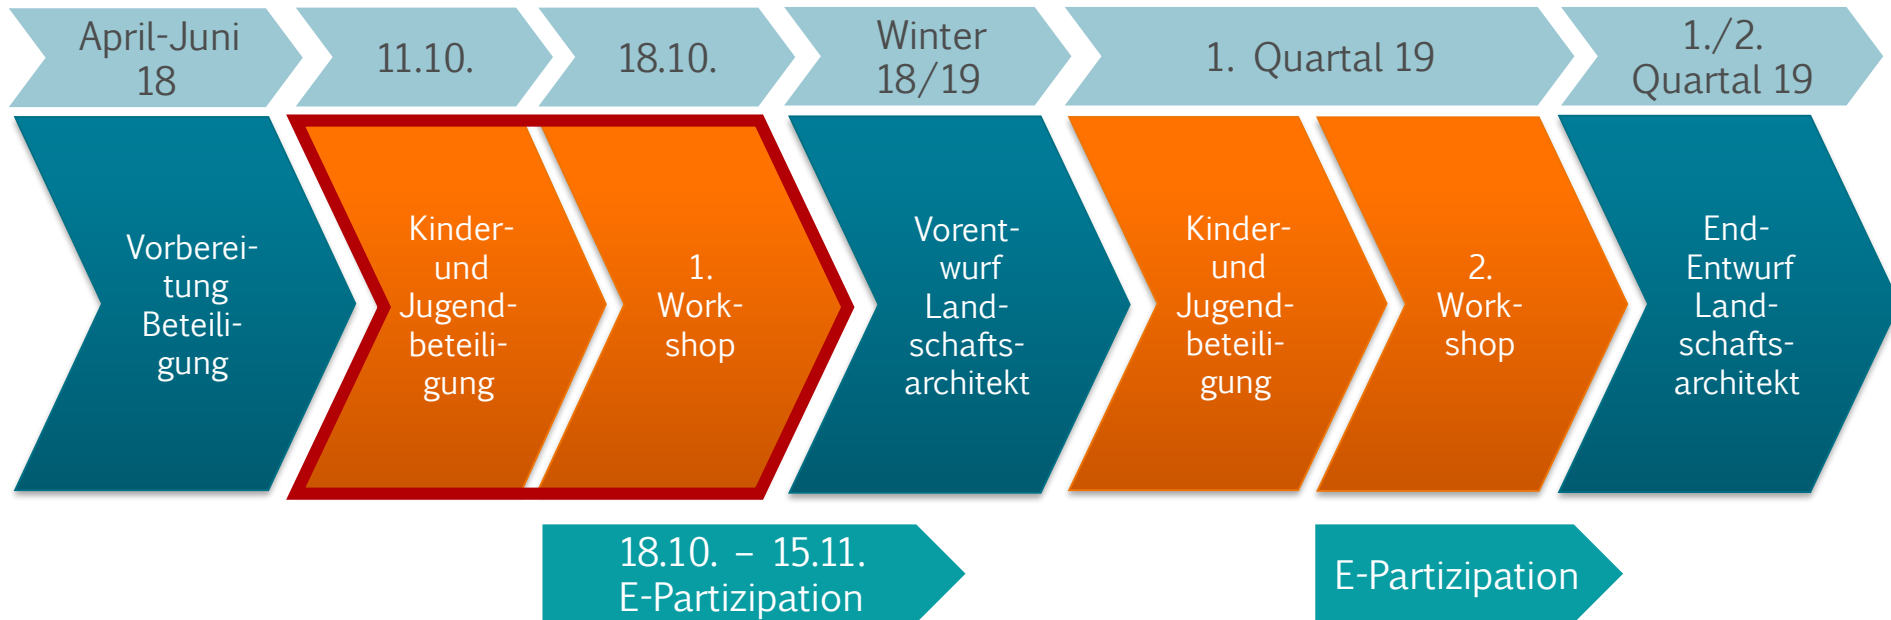 April-Juni
18
11.10.
18.10.
Winter
18/19
1. Quartal 19
1./2.
Quartal 19
Vorberei-
tung
Beteili-
gung
Kinder-
und
Jugend-
beteili-
gung
1.
Work-
shop
Vorent-
wurf
Land-
schafts-
architekt
Kinder-
und
Jugend-
beteili-
gung
2.
Work-
shop
End-
Entwurf
Land-
schafts-
architekt
18.10. – 15.11.
E-Partizipation
E-Partizipation